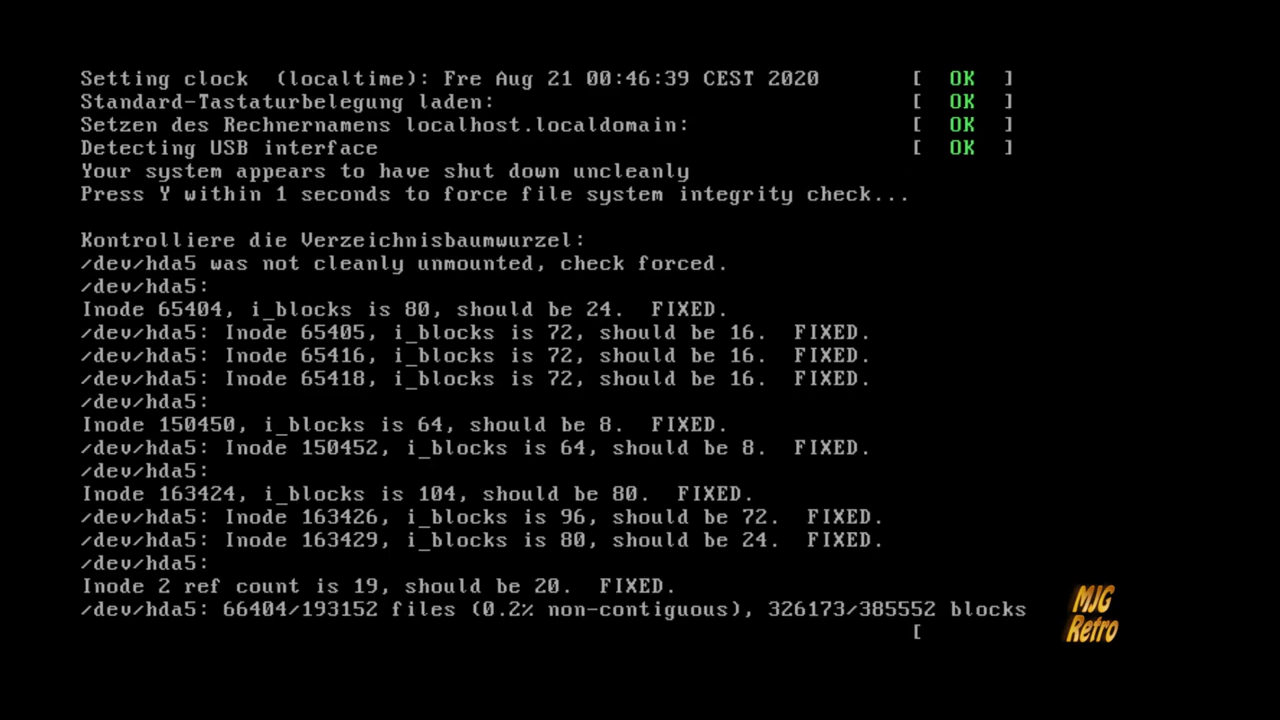 Setting clock  (localtime): Fre Aug 21 00:46:39 CEST 2020 [ OK ]
Standard-Tastaturbelegung laden: [ OK ]
Setzen des Rechnernamens localhost.localdomain: [ OK ]
Detecting USB interface [ OK ]
Your system appears to have shut down uncleanly
Press Y within 1 seconds to force file system integrity check...
Kontrolliere die Verzeichnisbaumwurzel:
/dev/hda5 was not cleanly unmounted, check forced.
/dev/hda5:
Inode 65404, i_blocks is 80, should be 24.  FIXED.
/dev/hda5: Inode 65405, i_blocks is 72, should be 16.  FIXED.
/dev/hda5: Inode 65416, i_blocks is 72, should be 16.  FIXED.
/dev/hda5: Inode 65418, i_blocks is 72, should be 16.  FIXED.
/dev/hda5:
Inode 150450, i_blocks is 64, should be 8.  FIXED.
/dev/hda5: Inode 150452, i_blocks is 64, should be 8.  FIXED.
/dev/hda5:
Inode 163424, i_blocks is 104, should be 80.  FIXED.
/dev/hda5: Inode 163426, i_blocks is 96, should be 72.  FIXED.
/dev/hda5: Inode 163429, i_blocks is 80, should be 24.  FIXED.
/dev/hda5:
Inode 2 ref count is 19, should be 20.  FIXED.
/dev/hda5: 66404/193152 files (0.2% non-contiguous), 326173/385552 blocks
[
MJG
Retro